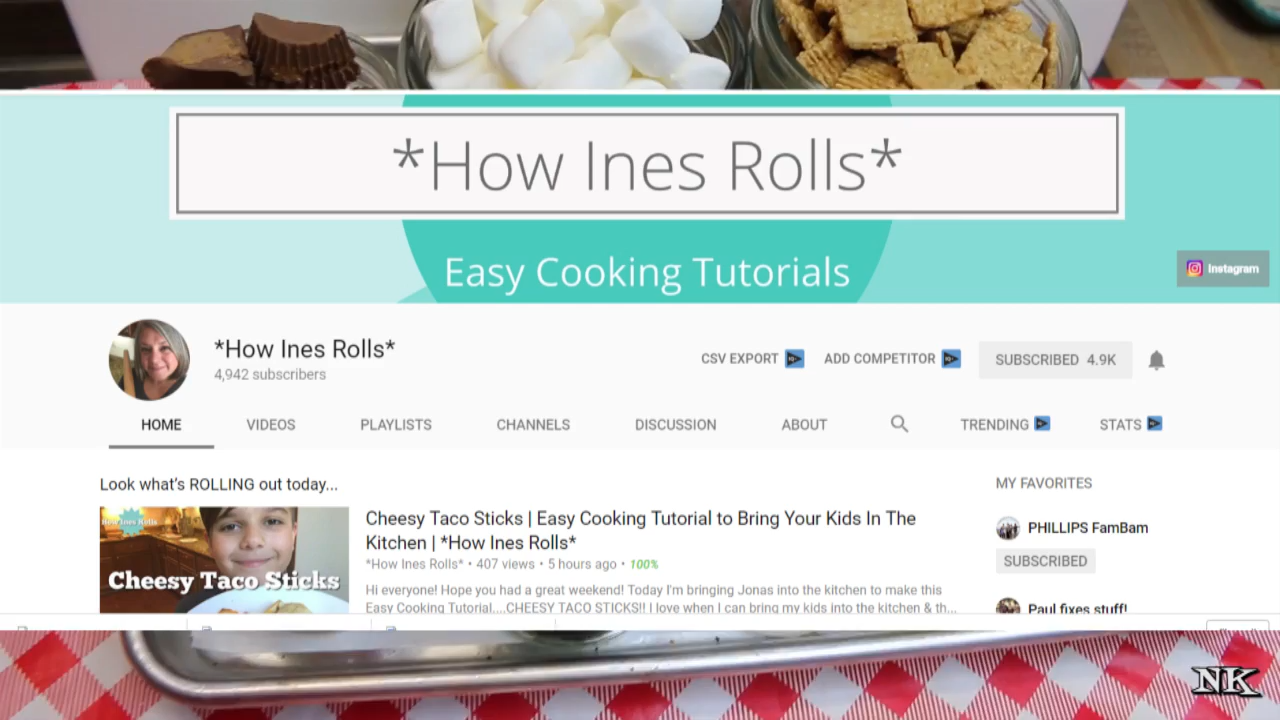 *How Ines Rolls*
Easy Cooking Tutorials
Instagram
*How Ines Rolls*
4,942 subscribers
CSV EXPORT
ADD COMPETITOR
SUBSCRIBED 4.9K
HOME
VIDEOS
PLAYLISTS
CHANNELS
DISCUSSION
ABOUT
TRENDING
STATS
Look what's ROLLING out today...
How Ines Rolls
Cheesy Taco Sticks
Cheesy Taco Sticks | Easy Cooking Tutorial to Bring Your Kids In The
Kitchen | *How Ines Rolls*
*How Ines Rolls* • 407 views • 5 hours ago • 100%
Hi everyone! Hope you had a great weekend! Today I'm bringing Jonas into the kitchen to make this
Easy Cooking Tutorial....CHEESY TACO STICKS!! I love when I can bring my kids into the kitchen & th...
MY FAVORITES
PHILLIPS FamBam
SUBSCRIBED
Paul fixes stuff!
NK